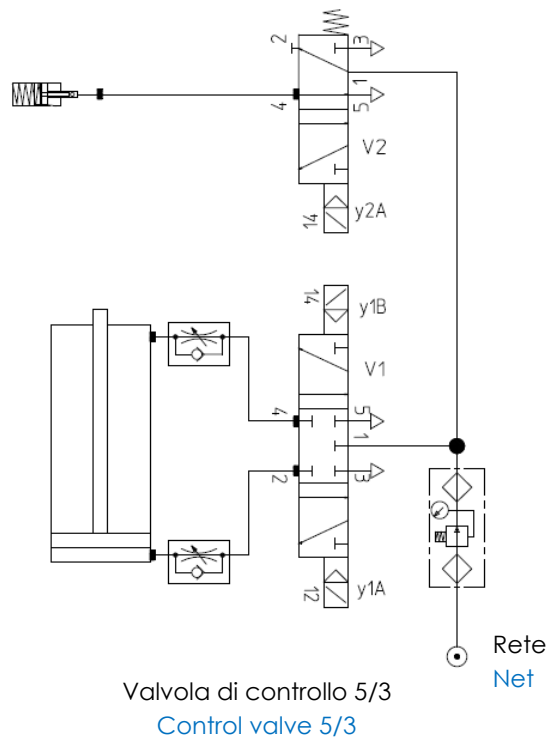 2
3
4
1
5
V2
14
y2A
14
y1B
V1
4
5
1
2
3
12
y1A
Rete
Net
Valvola di controllo 5/3
Control valve 5/3